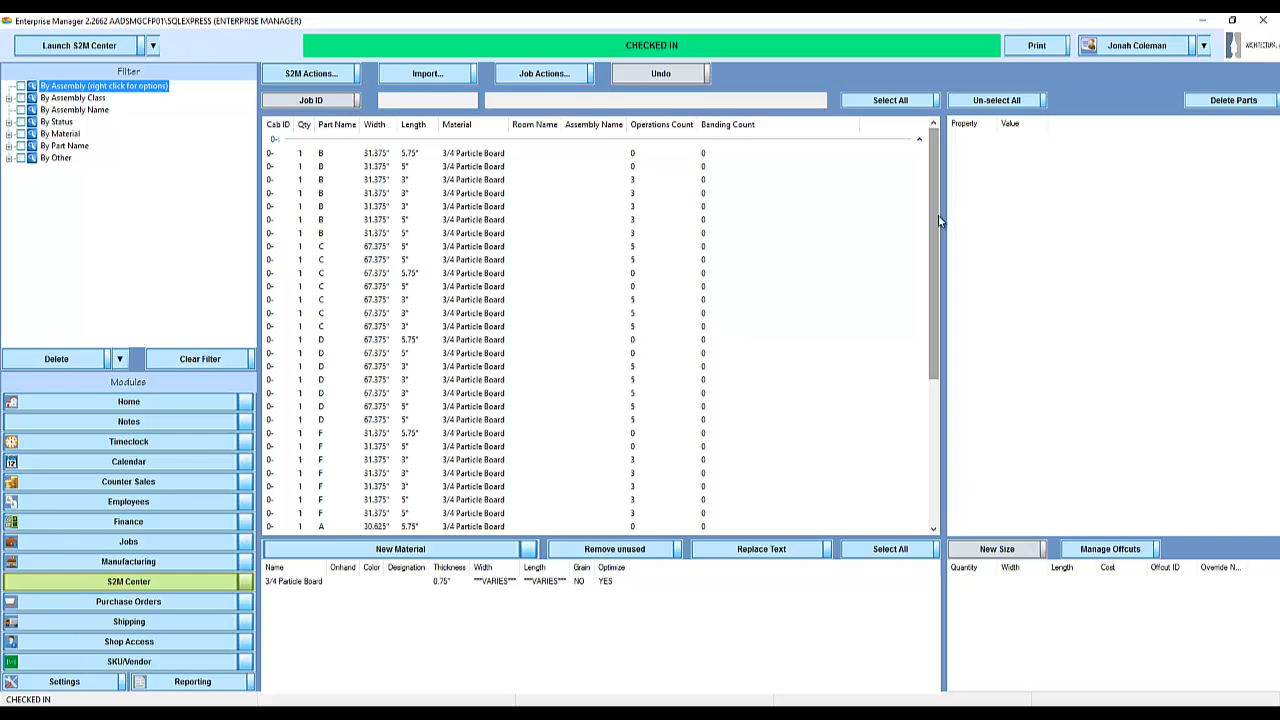 Enterprise Manager 2.2662 AADSMGCFP01\SQLEXPRESS (ENTERPRISE MANAGER)
Launch S2M Center
CHECKED IN
Print
Jonah Coleman
Filter
S2M Actions...
Import...
Job Actions...
Undo
By Assembly (right click for options)
By Assembly Class
By Assembly Name
By Status
By Material
By Part Name
By Other
Job ID
Select All
Un-select All
Delete Parts
Cab ID Qty Part Name Width Length Material Room Name Assembly Name Operations Count Banding Count
Property Value
0-:
0- 1 B 31.375" 5.75" 3/4 Particle Board 0 0
0- 1 B 31.375" 5" 3/4 Particle Board 0 0
0- 1 B 31.375" 3" 3/4 Particle Board 3 0
0- 1 B 31.375" 3" 3/4 Particle Board 3 0
0- 1 B 31.375" 3" 3/4 Particle Board 3 0
0- 1 B 31.375" 5" 3/4 Particle Board 3 0
0- 1 B 31.375" 5" 3/4 Particle Board 3 0
0- 1 C 67.375" 5" 3/4 Particle Board 5 0
0- 1 C 67.375" 5" 3/4 Particle Board 5 0
0- 1 C 67.375" 5.75" 3/4 Particle Board 0 0
0- 1 C 67.375" 5" 3/4 Particle Board 0 0
0- 1 C 67.375" 3" 3/4 Particle Board 5 0
0- 1 C 67.375" 3" 3/4 Particle Board 5 0
0- 1 C 67.375" 3" 3/4 Particle Board 5 0
0- 1 D 67.375" 5.75" 3/4 Particle Board 0 0
0- 1 D 67.375" 5" 3/4 Particle Board 0 0
0- 1 D 67.375" 3" 3/4 Particle Board 5 0
0- 1 D 67.375" 3" 3/4 Particle Board 5 0
0- 1 D 67.375" 3" 3/4 Particle Board 5 0
0- 1 D 67.375" 5" 3/4 Particle Board 5 0
0- 1 D 67.375" 5" 3/4 Particle Board 5 0
0- 1 F 31.375" 5.75" 3/4 Particle Board 0 0
0- 1 F 31.375" 5" 3/4 Particle Board 0 0
0- 1 F 31.375" 3" 3/4 Particle Board 3 0
0- 1 F 31.375" 3" 3/4 Particle Board 3 0
0- 1 F 31.375" 5" 3/4 Particle Board 3 0
0- 1 F 31.375" 5" 3/4 Particle Board 3 0
0- 1 A 30.625" 5.75" 3/4 Particle Board 0 0
Delete
Clear Filter
Modules
Home
Notes
Timeclock
Calendar
Counter Sales
Employees
Finance
Jobs
Manufacturing
S2M Center
Purchase Orders
Shipping
Shop Access
SKU/Vendor
Settings
Reporting
New Material
Remove unused
Replace Text
Select All
New Size
Manage Offcuts
Name Onhand Color Designation Thickness Width Length Grain Optimize
Quantity Width Length Cost Offcut ID Override N...
3/4 Particle Board 0.75" ***VARIES*** ***VARIES*** NO YES
CHECKED IN